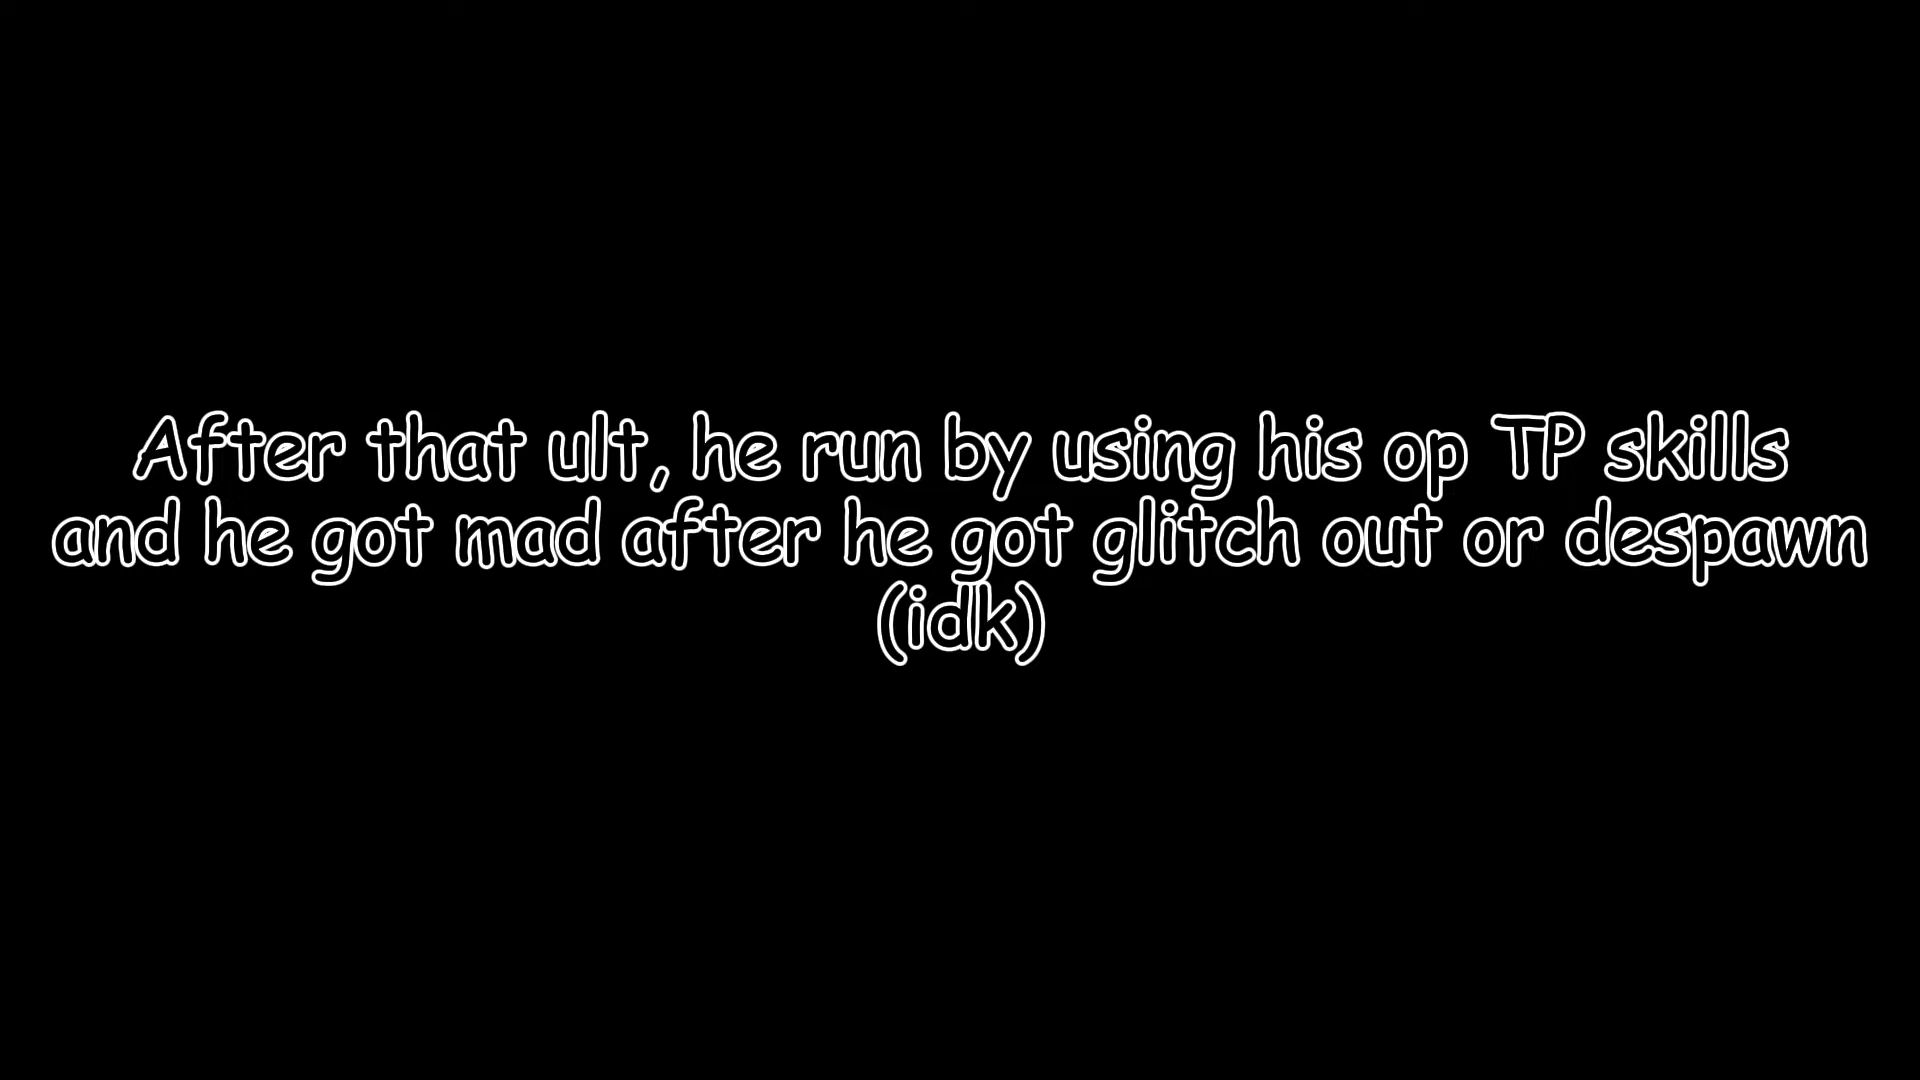 After that ult, he run by using his op TP skills
and he got mad after he got glitch out or despawn
(idk)